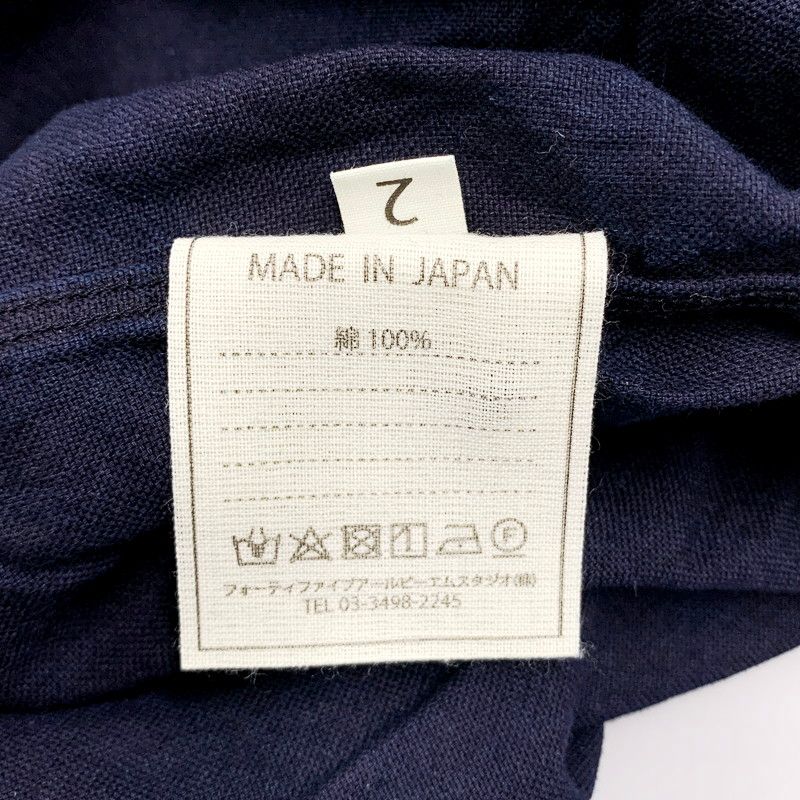 2
MADE IN JAPAN
綿 100%
F
フォーティファイブアールピーエムスタジオ(株)
TEL 03-3498-2245